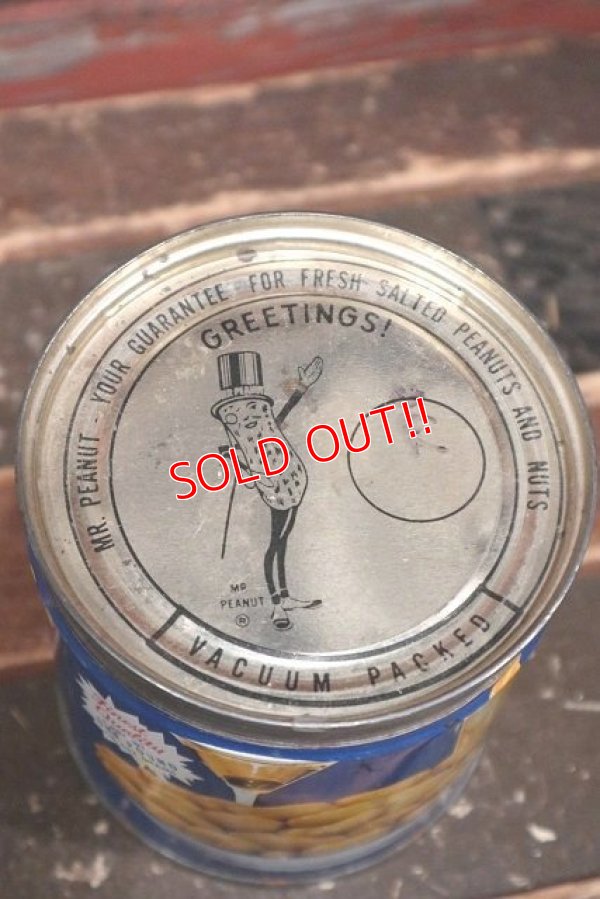 MR. PEANUT - YOUR GUARANTEE FOR FRESH SALTED PEANUTS AND NUTS
GREETINGS!
SOLD OUT!!
MR
PEANUT
®
VACUUM PACKED